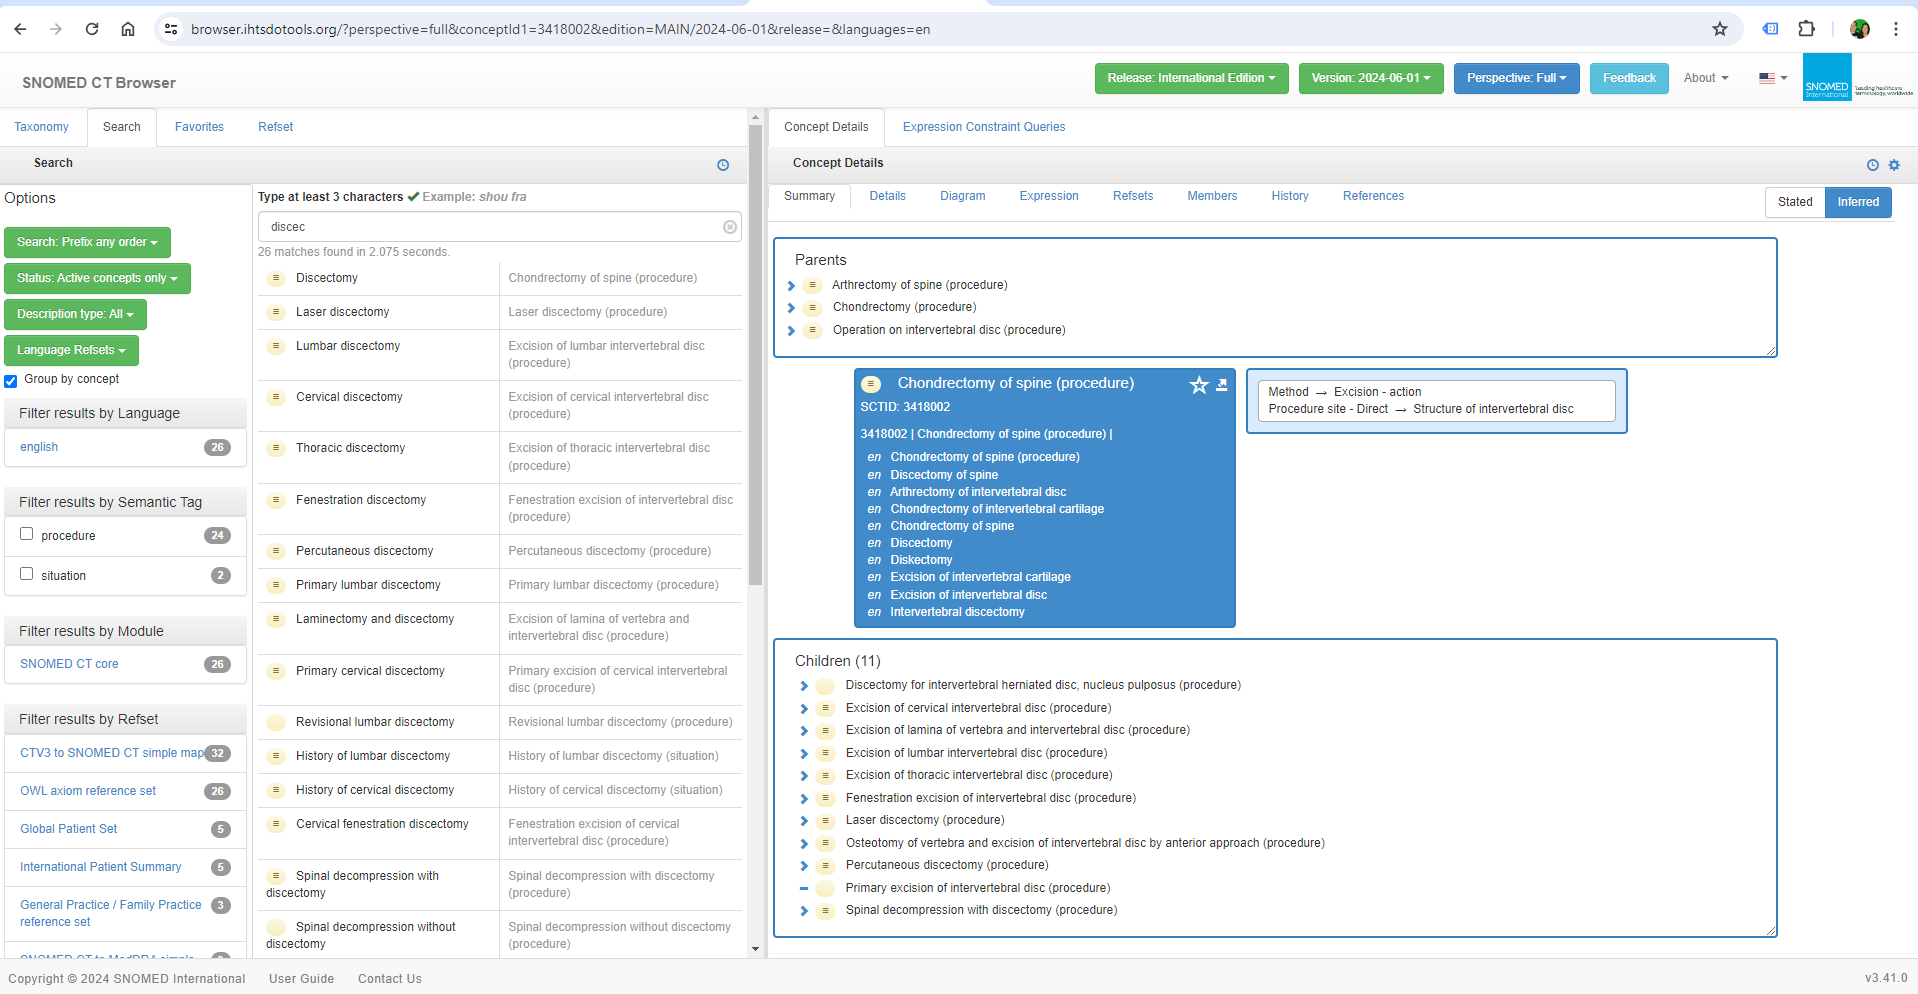 browser.ihtsdotools.org/?perspective=full&conceptId1=3418002&edition=MAIN/2024-06-01&release=&languages=en
SNOMED CT Browser
Release: International Edition
Version: 2024-06-01
Perspective: Full
Feedback
About
SNOMED
International
Leading healthcare
terminology, worldwide
Taxonomy
Search
Favorites
Refset
Search
Options
Search: Prefix any order
Status: Active concepts only
Description type: All
Language Refsets
Group by concept
Filter results by Language
english 26
Filter results by Semantic Tag
procedure 24
situation 2
Filter results by Module
SNOMED CT core 26
Filter results by Refset
CTV3 to SNOMED CT simple map 32
OWL axiom reference set 26
Global Patient Set 5
International Patient Summary 5
General Practice / Family Practice 3
reference set
SNOMED CT to MedDRA simple
Type at least 3 characters ✔ Example: shou fra
discec
26 matches found in 2.075 seconds.
Discectomy
Chondrectomy of spine (procedure)
Laser discectomy
Laser discectomy (procedure)
Lumbar discectomy
Excision of lumbar intervertebral disc
(procedure)
Cervical discectomy
Excision of cervical intervertebral disc
(procedure)
Thoracic discectomy
Excision of thoracic intervertebral disc
(procedure)
Fenestration discectomy
Fenestration excision of intervertebral disc
(procedure)
Percutaneous discectomy
Percutaneous discectomy (procedure)
Primary lumbar discectomy
Primary lumbar discectomy (procedure)
Laminectomy and discectomy
Excision of lamina of vertebra and
intervertebral disc (procedure)
Primary cervical discectomy
Primary excision of cervical intervertebral
disc (procedure)
Revisional lumbar discectomy
Revisional lumbar discectomy (procedure)
History of lumbar discectomy
History of lumbar discectomy (situation)
History of cervical discectomy
History of cervical discectomy (situation)
Cervical fenestration discectomy
Fenestration excision of cervical
intervertebral disc (procedure)
Spinal decompression with
discectomy
Spinal decompression with discectomy
(procedure)
Spinal decompression without
discectomy
Spinal decompression without discectomy
(procedure)
Concept Details
Expression Constraint Queries
Concept Details
Summary
Details
Diagram
Expression
Refsets
Members
History
References
Stated
Inferred
Parents
Arthrectomy of spine (procedure)
Chondrectomy (procedure)
Operation on intervertebral disc (procedure)
Chondrectomy of spine (procedure)
SCTID: 3418002
3418002 | Chondrectomy of spine (procedure) |
en Chondrectomy of spine (procedure)
en Discectomy of spine
en Arthrectomy of intervertebral disc
en Chondrectomy of intervertebral cartilage
en Chondrectomy of spine
en Discectomy
en Diskectomy
en Excision of intervertebral cartilage
en Excision of intervertebral disc
en Intervertebral discectomy
Method → Excision - action
Procedure site - Direct → Structure of intervertebral disc
Children (11)
Discectomy for intervertebral herniated disc, nucleus pulposus (procedure)
Excision of cervical intervertebral disc (procedure)
Excision of lamina of vertebra and intervertebral disc (procedure)
Excision of lumbar intervertebral disc (procedure)
Excision of thoracic intervertebral disc (procedure)
Fenestration excision of intervertebral disc (procedure)
Laser discectomy (procedure)
Osteotomy of vertebra and excision of intervertebral disc by anterior approach (procedure)
Percutaneous discectomy (procedure)
Primary excision of intervertebral disc (procedure)
Spinal decompression with discectomy (procedure)
Copyright © 2024 SNOMED International
User Guide
Contact Us
v3.41.0